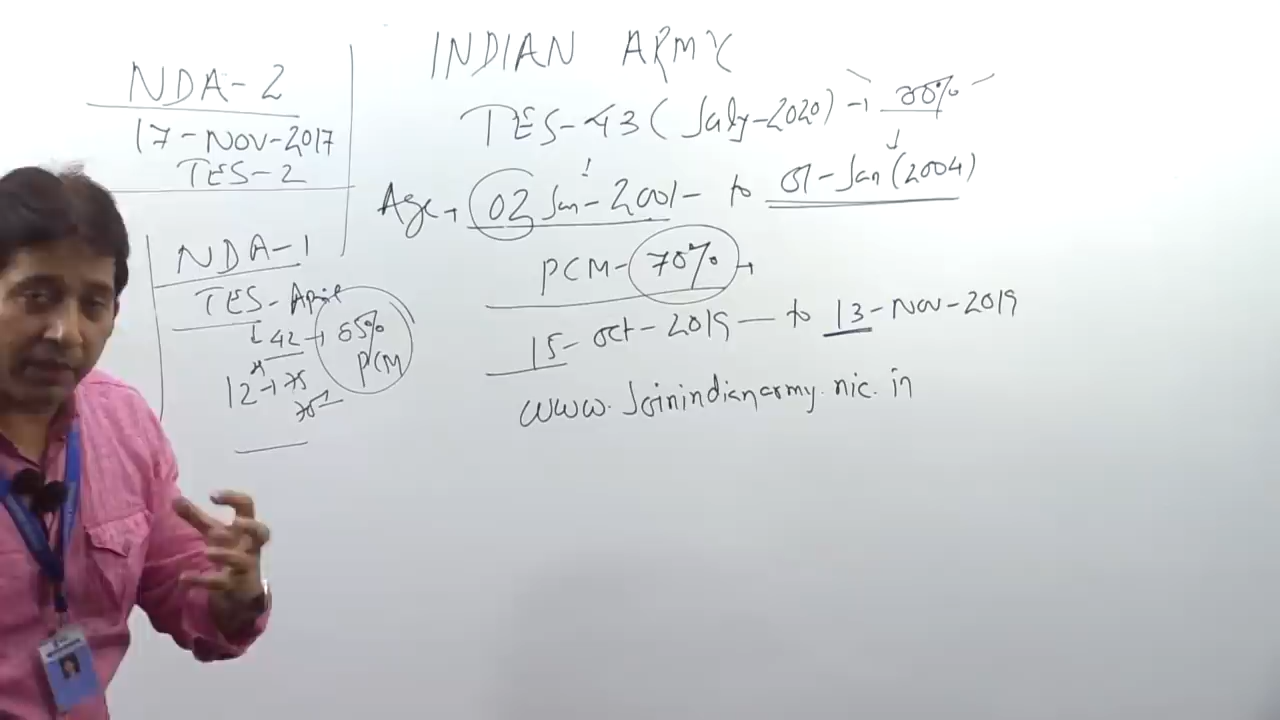 NDA-2
17-NOV-2017
TES-2
NDA-1
TES-April
↓ 42 → 85%
PCM
12 → 75
70%
INDIAN ARMY
TES-43 (July-2020) → 88%
Age → 02 Jan-2001- to 01-Jan (2004)
PCM- 70% →
15- Oct-2019 — to 13-Nov-2019
www.Joinindianarmy.nic.in